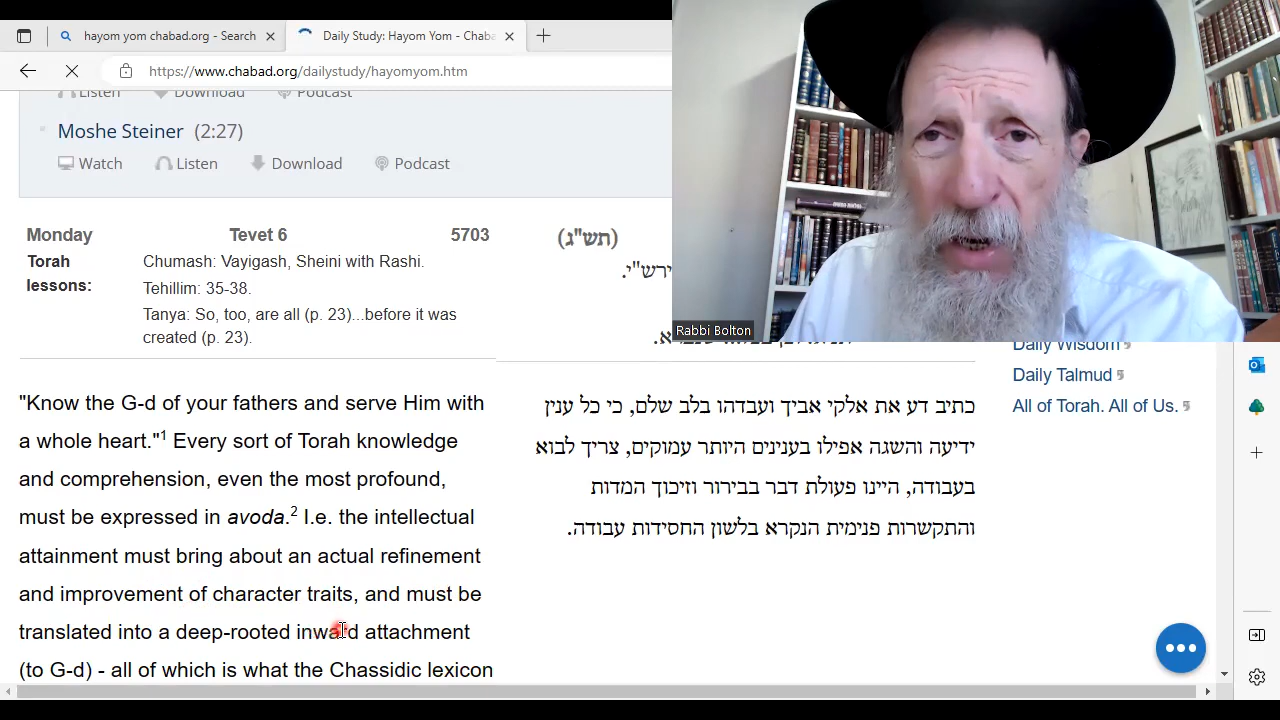 hayom yom chabad.org - Search
Daily Study: Hayom Yom - Chaba
https://www.chabad.org/dailystudy/hayomyom.htm
Listen Download Podcast
Moshe Steiner (2:27)
Watch Listen Download Podcast
Monday Tevet 6 5703
Torah lessons:
Chumash: Vayigash, Sheini with Rashi.
Tehillim: 35-38.
Tanya: So, too, are all (p. 23)...before it was
created (p. 23).
"Know the G-d of your fathers and serve Him with
a whole heart."1 Every sort of Torah knowledge
and comprehension, even the most profound,
must be expressed in avoda.2 I.e. the intellectual
attainment must bring about an actual refinement
and improvement of character traits, and must be
translated into a deep-rooted inward attachment
(to G-d) - all of which is what the Chassidic lexicon
(תש"ג)
ירש"י.
כתיב דע את אלקי אביך ועבדהו בלב שלם, כי כל ענין
ידיעה והשגה אפילו בענינים היותר עמוקים, צריך לבוא
בעבודה, היינו פעולת דבר בבירור וזיכוך המדות
והתקשרות פנימית הנקרא בלשון החסידות עבודה.
Rabbi Bolton
Daily Wisdom
Daily Talmud
All of Torah. All of Us.